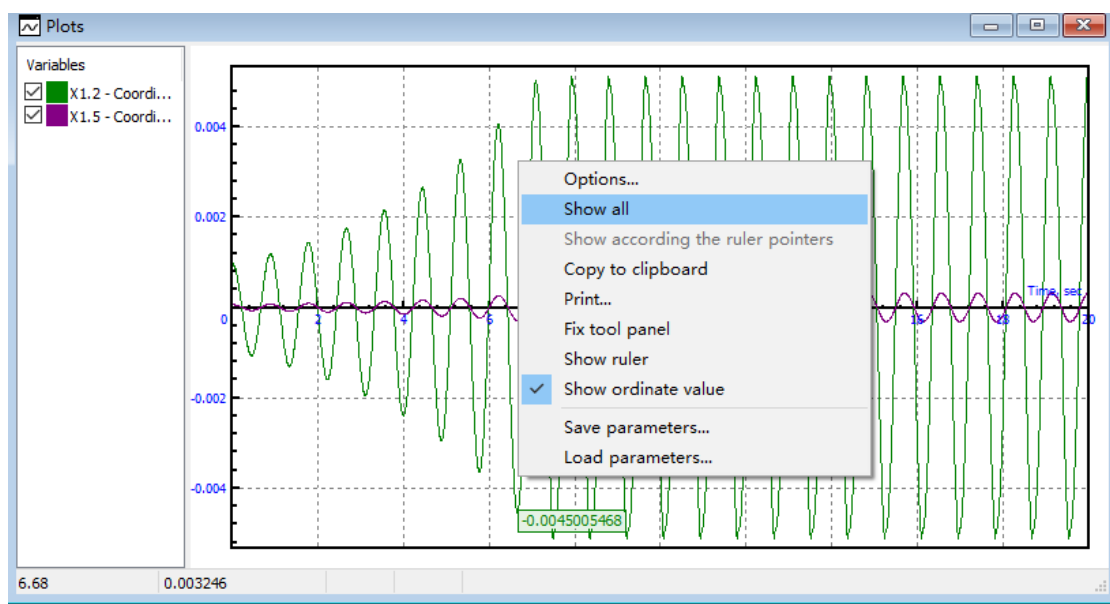 Plots
Variables
X1.2 - Coordi...
X1.5 - Coordi...
0.004
0.002
0
-0.002
-0.004
2
4
6
16
18
20
Time, sec
Options...
Show all
Show according the ruler pointers
Copy to clipboard
Print...
Fix tool panel
Show ruler
Show ordinate value
Save parameters...
Load parameters...
-0.0045005468
6.68
0.003246